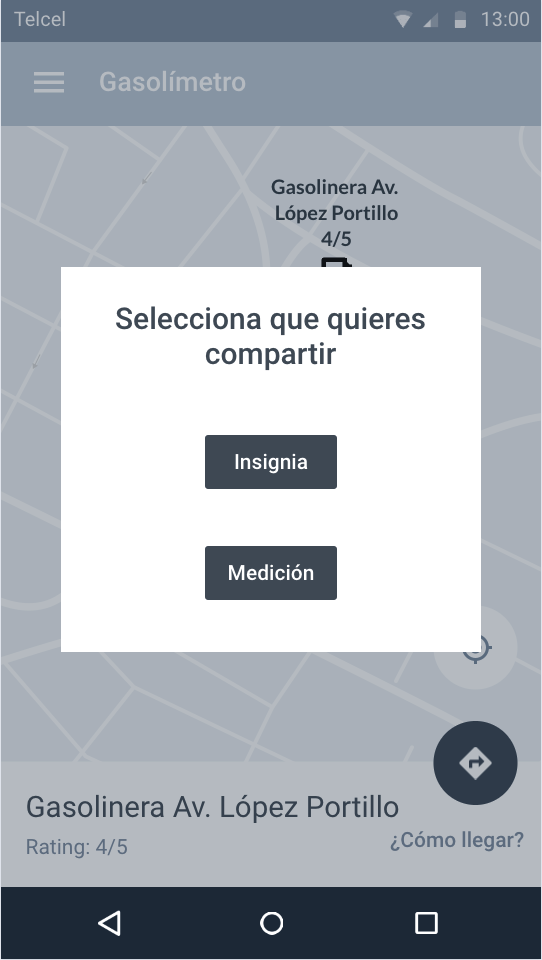 Telcel
13:00
Gasolímetro
Gasolinera Av.
López Portillo
4/5
Selecciona que quieres
compartir
Insignia
Medición
Gasolinera Av. López Portillo
Rating: 4/5
¿Cómo llegar?